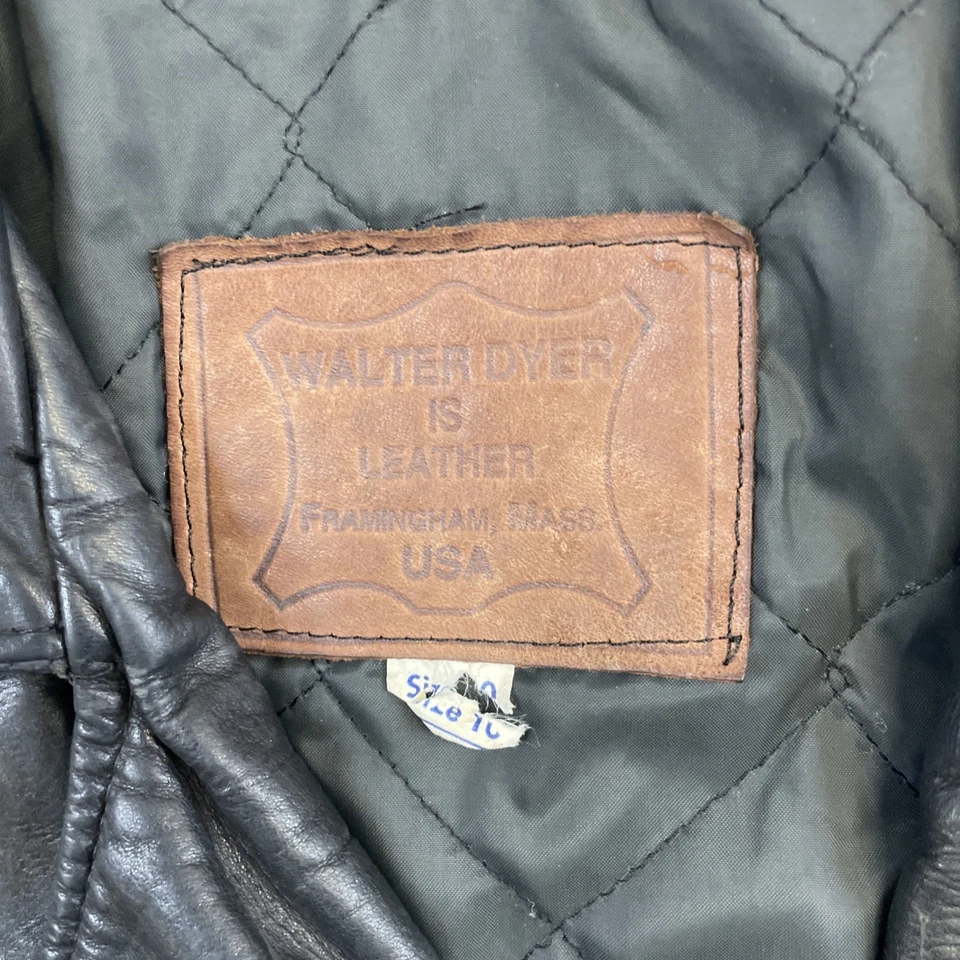 WALTER DYER
IS
LEATHER
FRAMINGHAM, MASS.
USA
Size 10